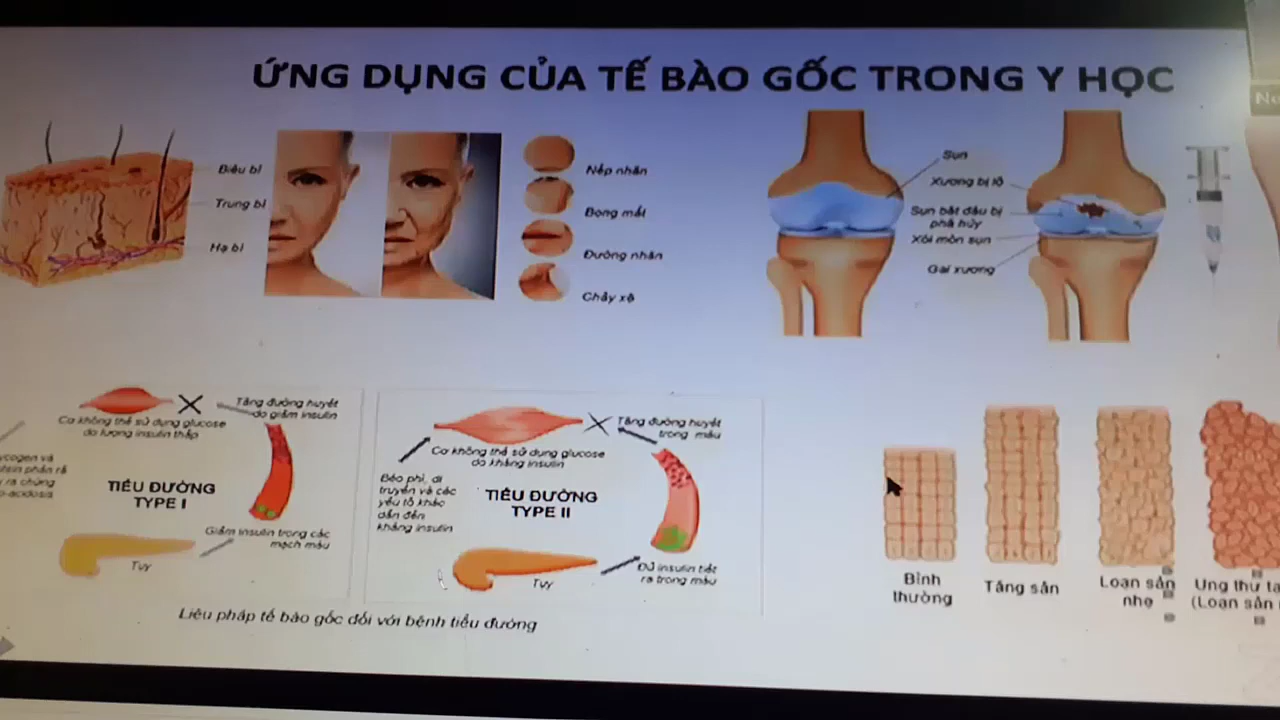 ỨNG DỤNG CỦA TẾ BÀO GỐC TRONG Y HỌC
Biểu bì
Trung bì
Hạ bì
Nếp nhăn
Bọng mắt
Đường nhăn
Chảy xệ
Sụn
Xương bị lộ
Sụn bắt đầu bị
phá hủy
Xói mòn sụn
Gai xương
Tăng đường huyết
do giảm insulin
Cơ không thể sử dụng glucose
do lượng insulin thấp
TIỂU ĐƯỜNG
TYPE I
Giảm insulin trong các
mạch máu
Tụy
Tăng đường huyết
trong máu
Cơ không thể sử dụng glucose
do kháng insulin
Béo phì, di
truyền và các
yếu tố khác
dẫn đến
kháng insulin
TIỂU ĐƯỜNG
TYPE II
Đủ insulin tiết
ra trong máu
Tụy
Liệu pháp tế bào gốc đối với bệnh tiểu đường
Bình
thường
Tăng sản
Loạn sản
nhẹ
Ung thư
(Loạn sản